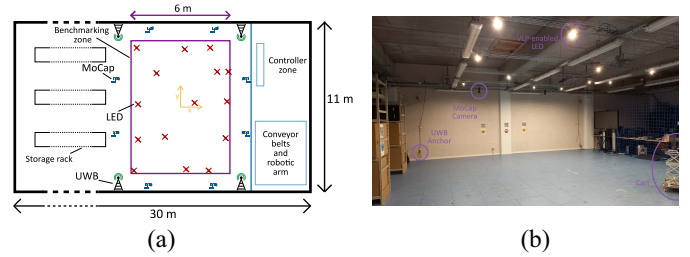 6 m
Benchmarking
zone
MoCap
LED
Storage rack
UWB
Y
X
Controller
zone
Conveyor
belts and
robotic
arm
11 m
30 m
(a)
VLP-enabled
LED
MoCap
Camera
UWB
Anchor
(b)